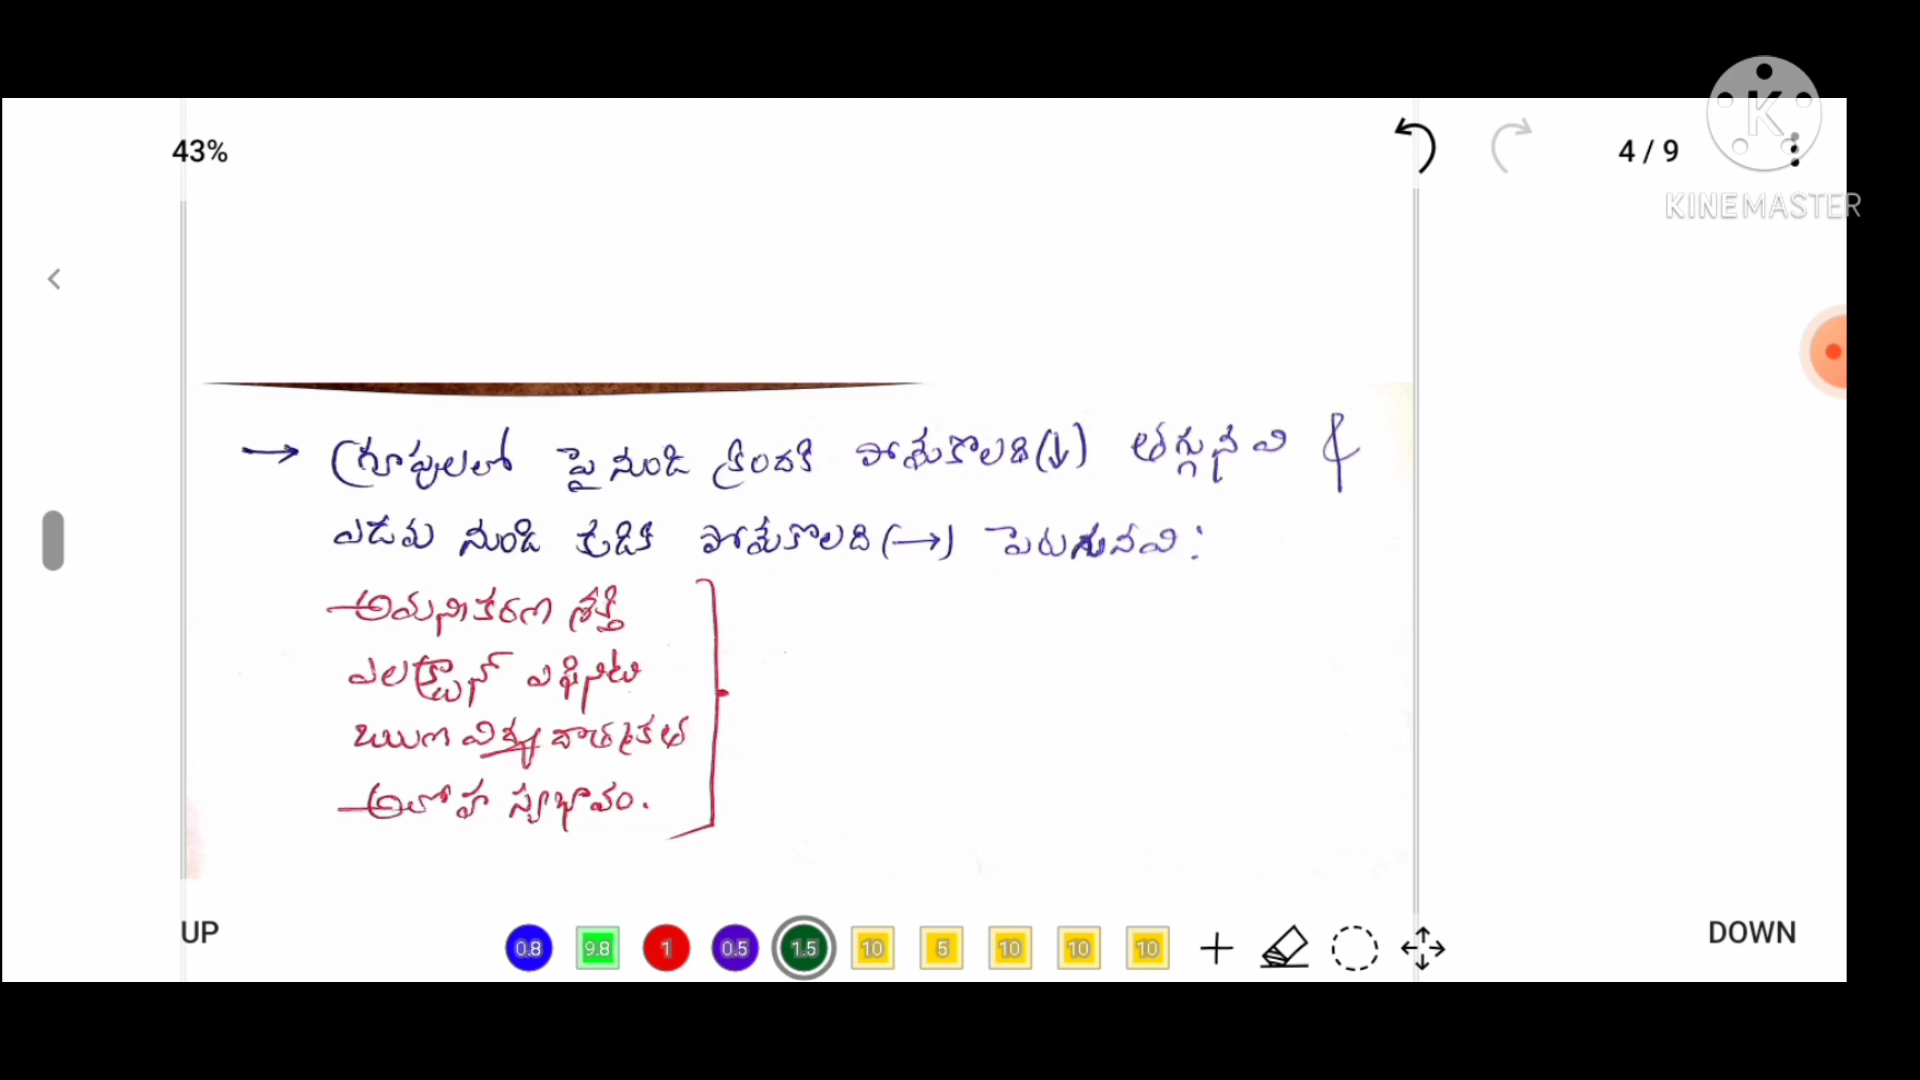 43%
4 / 9
KINEMASTER
→ గ్రూపులలో పై నుండి క్రిందకి పోయేకొలది (↓) తగ్గునవి &
ఎడమ నుండి కుడికి పోయేకొలది (→) పెరుగునవి :
అయనీకరణ శక్తి
ఎలక్ట్రాన్ ఎఫినిటి
ఋణ విద్యుదాత్మకత
అలోహ స్వభావం.
UP
DOWN
0.8 9.8 1 0.5 1.5 10 5 10 10 10